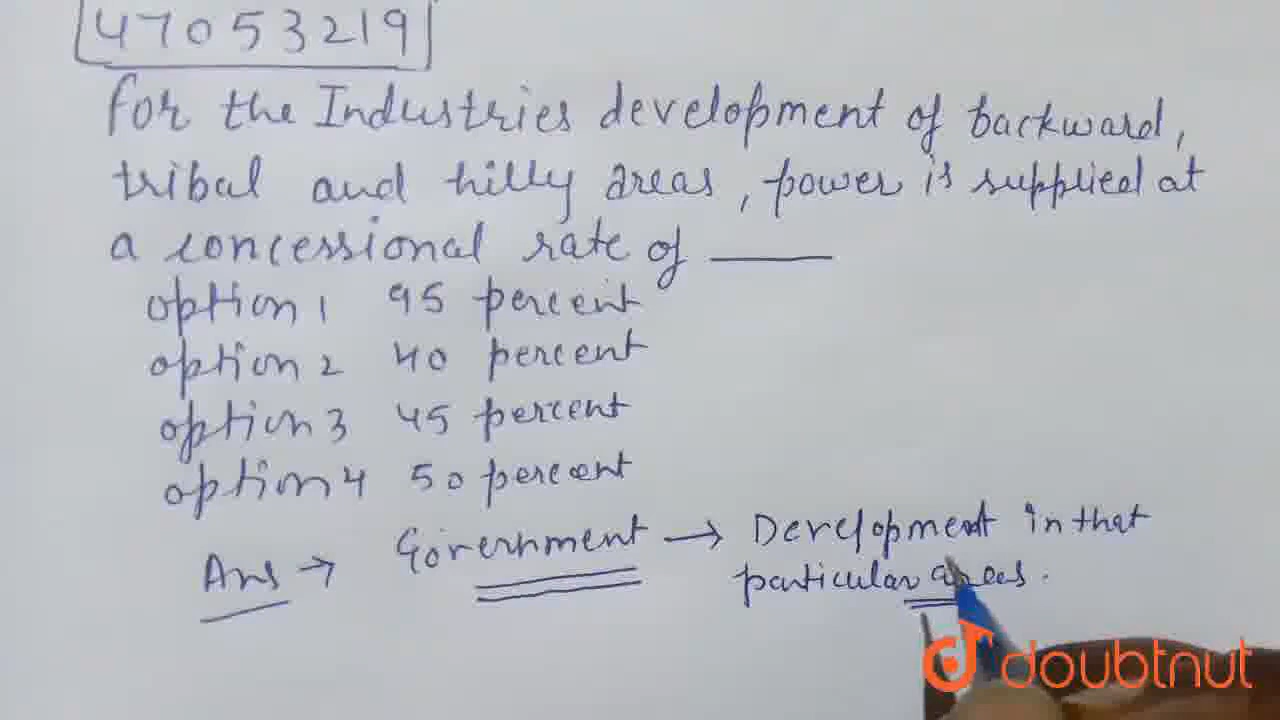 47053219
for the Industries development of backward,
tribal and hilly areas, power is supplied at
a concessional rate of ____
option 1 95 percent
option 2 40 percent
option 3 45 percent
option 4 50 percent
Ans → Government → Development in that
particular areas.
doubtnut